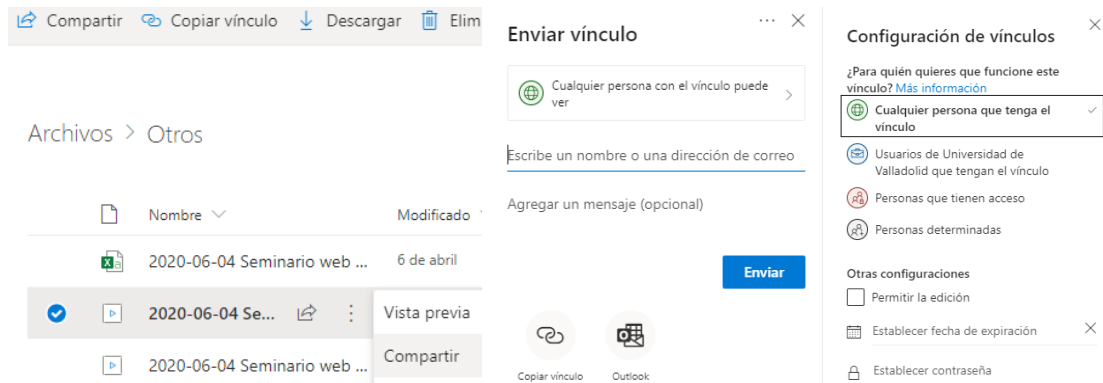 Compartir Copiar vínculo Descargar Elim
Archivos > Otros
Nombre Modificado
2020-06-04 Seminario web ... 6 de abril
2020-06-04 Se...
2020-06-04 Seminario web ...
Vista previa
Compartir
Enviar vínculo
Cualquier persona con el vínculo puede
ver
Escribe un nombre o una dirección de correo
Agregar un mensaje (opcional)
Enviar
Copiar vínculo Outlook
Configuración de vínculos
¿Para quién quieres que funcione este
vínculo? Más información
Cualquier persona que tenga el
vínculo
Usuarios de Universidad de
Valladolid que tengan el vínculo
Personas que tienen acceso
Personas determinadas
Otras configuraciones
Permitir la edición
Establecer fecha de expiración
Establecer contraseña